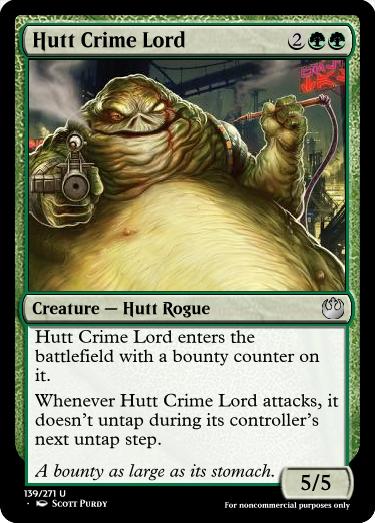 Hutt Crime Lord 2
Creature — Hutt Rogue
Hutt Crime Lord enters the
battlefield with a bounty counter on
it.
Whenever Hutt Crime Lord attacks, it
doesn't untap during its controller's
next untap step.
A bounty as large as its stomach.
5/5
139/271 U
· Scott Purdy
For noncommercial purposes only